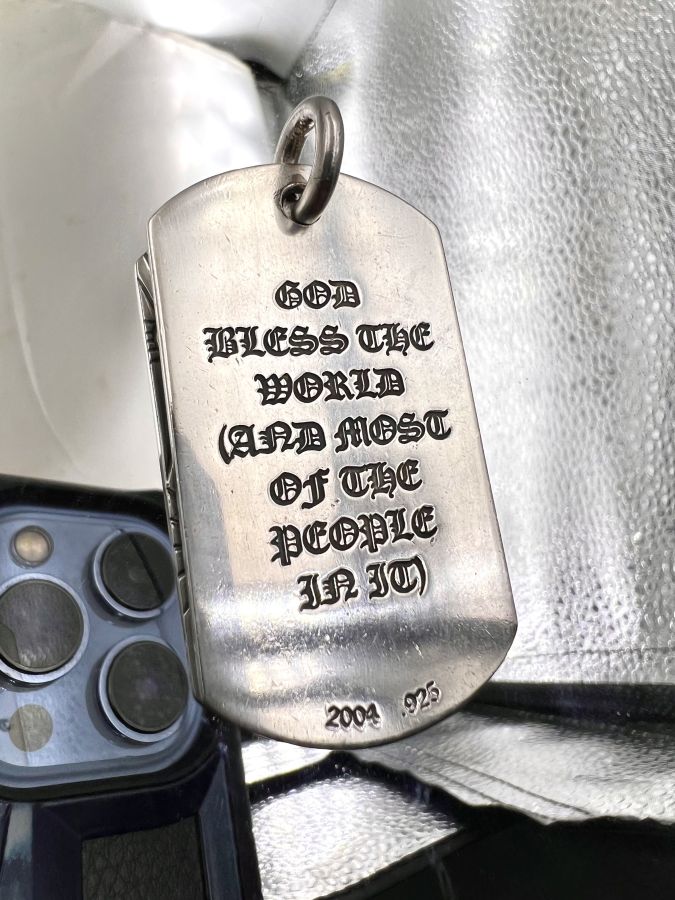 GOD
BLESS THE
WORLD
(AND MOST
OF THE
PEOPLE
IN IT)
2004 .925